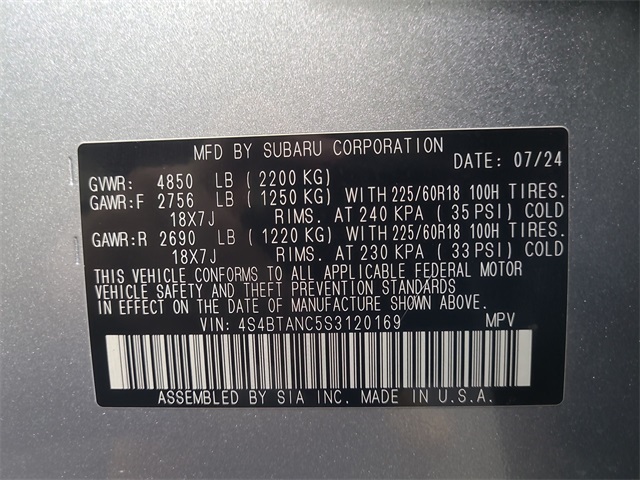 MFD BY SUBARU CORPORATION
DATE: 07/24
GVWR: 4850 LB (2200 KG)
GAWR:F 2756 LB (1250 KG) WITH 225/60R18 100H TIRES.
18X7J RIMS. AT 240 KPA (35 PSI) COLD
GAWR:R 2690 LB (1220 KG) WITH 225/60R18 100H TIRES.
18X7J RIMS. AT 230 KPA (33 PSI) COLD
THIS VEHICLE CONFORMS TO ALL APPLICABLE FEDERAL MOTOR
VEHICLE SAFETY AND THEFT PREVENTION STANDARDS
IN EFFECT ON THE DATE OF MANUFACTURE SHOWN ABOVE.
VIN: 4S4BTANC5S3120169 MPV
ASSEMBLED BY SIA INC. MADE IN U.S.A.